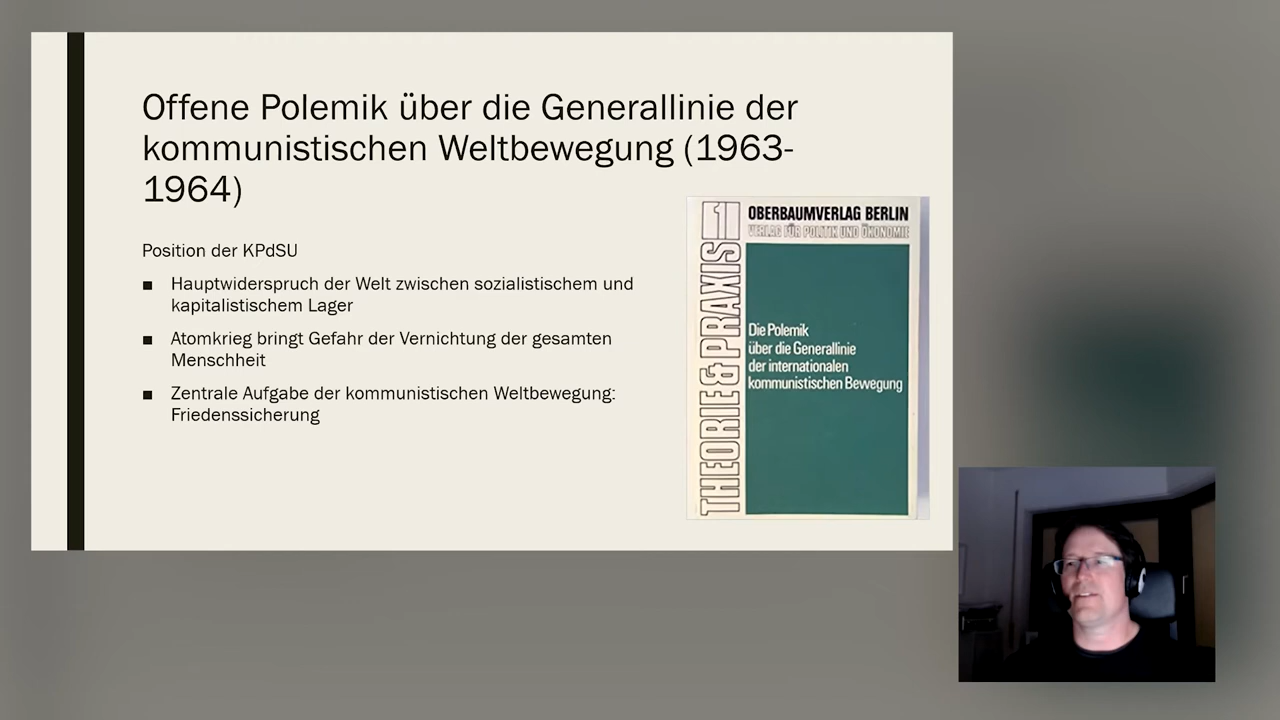 Offene Polemik über die Generallinie der
kommunistischen Weltbewegung (1963-
1964)
Position der KPdSU
■ Hauptwiderspruch der Welt zwischen sozialistischem und
kapitalistischem Lager
■ Atomkrieg bringt Gefahr der Vernichtung der gesamten
Menschheit
■ Zentrale Aufgabe der kommunistischen Weltbewegung:
Friedenssicherung
1
THEORIE & PRAXIS
OBERBAUMVERLAG BERLIN
VERLAG FÜR POLITIK UND ÖKONOMIE
Die Polemik
über die Generallinie
der internationalen
kommunistischen Bewegung